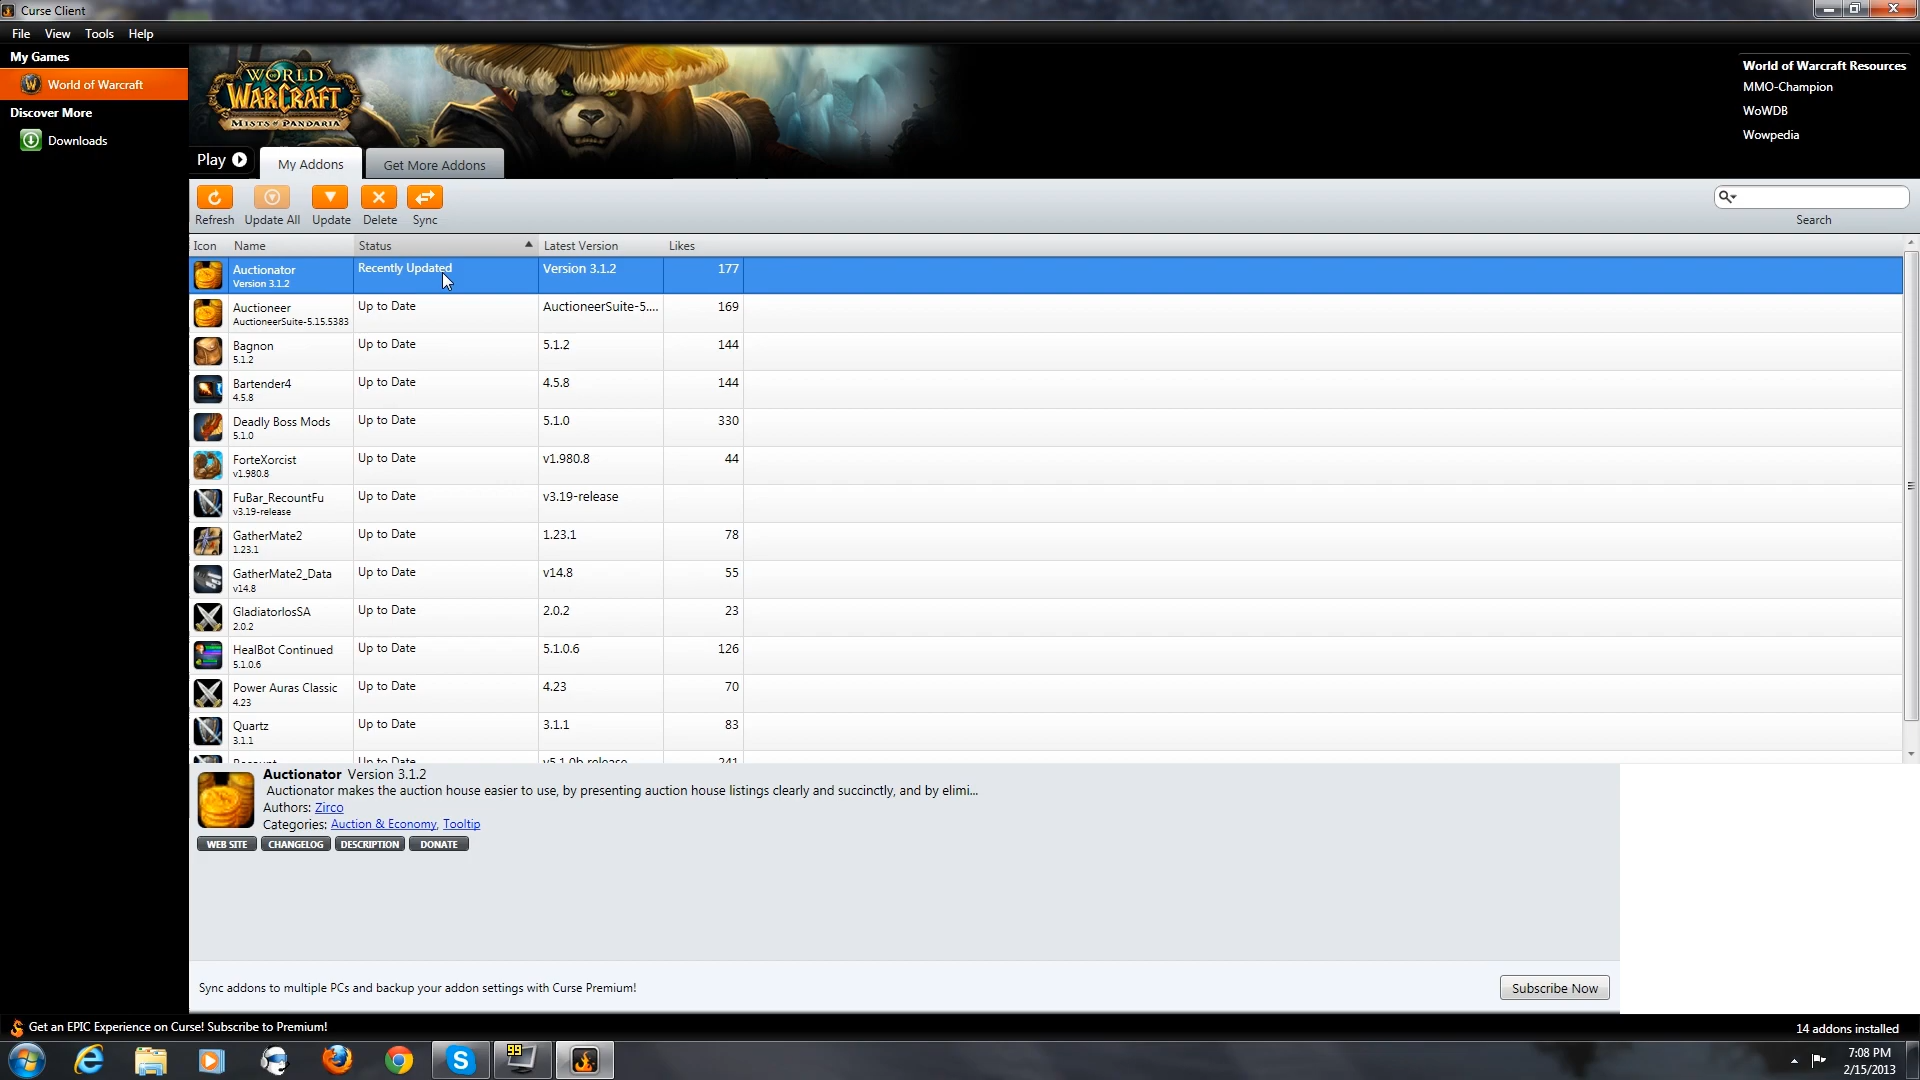 Curse Client
File View Tools Help
My Games
World of Warcraft
Discover More
Downloads
WORLD
WARCRAFT
MISTS OF PANDARIA
World of Warcraft Resources
MMO-Champion
WoWDB
Wowpedia
Play My Addons Get More Addons
Refresh Update All Update Delete Sync Search
Icon Name Status Latest Version Likes
Auctionator Recently Updated Version 3.1.2 177
Version 3.1.2
Auctioneer Up to Date AuctioneerSuite-5.... 169
AuctioneerSuite-5.15.5383
Bagnon Up to Date 5.1.2 144
5.1.2
Bartender4 Up to Date 4.5.8 144
4.5.8
Deadly Boss Mods Up to Date 5.1.0 330
5.1.0
ForteXorcist Up to Date v1.980.8 44
v1.980.8
FuBar_RecountFu Up to Date v3.19-release
v3.19-release
GatherMate2 Up to Date 1.23.1 78
1.23.1
GatherMate2_Data Up to Date v14.8 55
v14.8
GladiatorlosSA Up to Date 2.0.2 23
2.0.2
HealBot Continued Up to Date 5.1.0.6 126
5.1.0.6
Power Auras Classic Up to Date 4.23 70
4.23
Quartz Up to Date 3.1.1 83
3.1.1
Recount Up to Date v5.1.0b release 241
Auctionator Version 3.1.2
Auctionator makes the auction house easier to use, by presenting auction house listings clearly and succinctly, and by elimi...
Authors: Zirco
Categories: Auction & Economy, Tooltip
WEB SITE CHANGELOG DESCRIPTION DONATE
Sync addons to multiple PCs and backup your addon settings with Curse Premium! Subscribe Now
Get an EPIC Experience on Curse! Subscribe to Premium! 14 addons installed
99
7:08 PM
2/15/2013